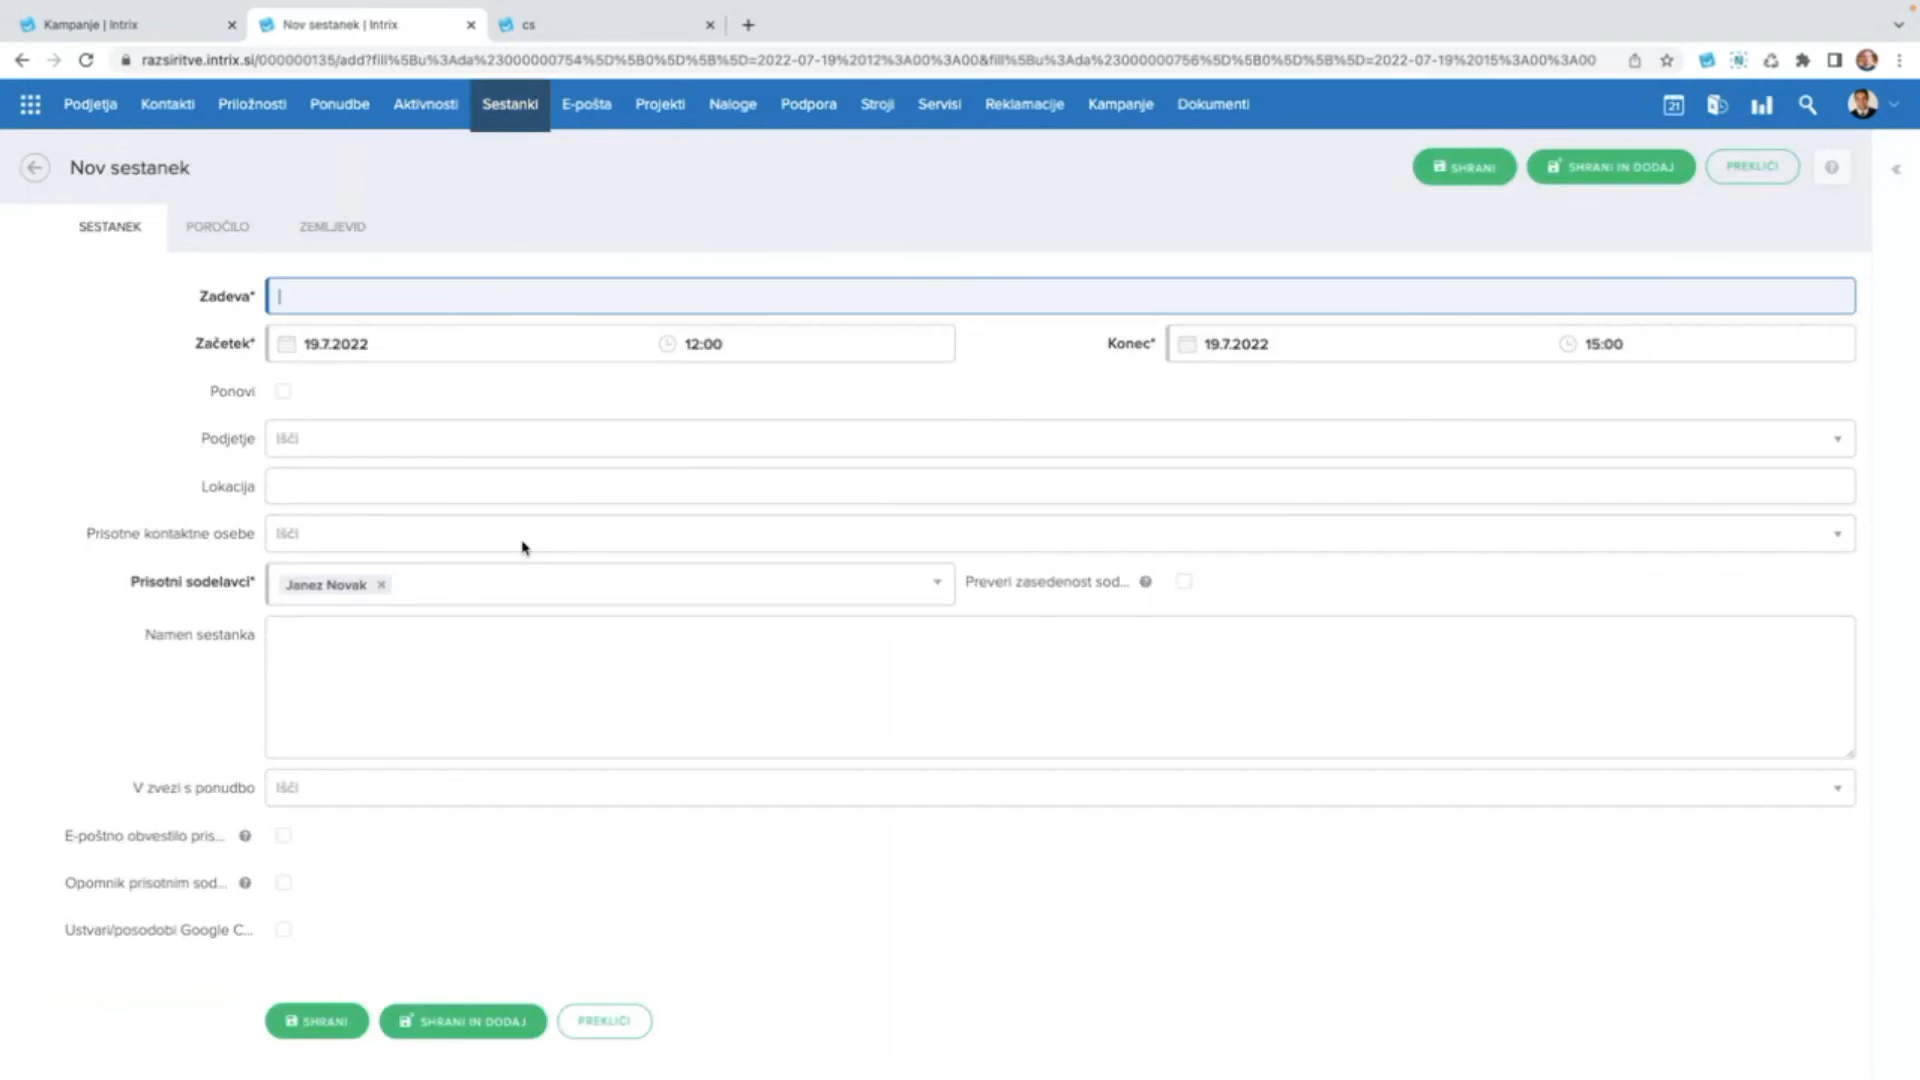 Kampanje | Intrix
Nov sestanek | Intrix
cs
razsiritve.intrix.si/000000135/add?fill%5Bu%3Ada%23000000754%5D%5B0%5D%5B%5D=2022-07-19%2012%3A00%3A00&fill%5Bu%3Ada%23000000756%5D%5B0%5D%5B%5D=2022-07-19%2015%3A00%3A00
Podjetja Kontakti Priložnosti Ponudbe Aktivnosti Sestanki E-pošta Projekti Naloge Podpora Stroji Servisi Reklamacije Kampanje Dokumenti 21
Nov sestanek
SHRANI SHRANI IN DODAJ PREKLIČI
SESTANEK POROČILO ZEMLJEVID
Zadeva*
Začetek* 19.7.2022 12:00 Konec* 19.7.2022 15:00
Ponovi
Podjetje Išči
Lokacija
Prisotne kontaktne osebe Išči
Prisotni sodelavci* Janez Novak Preveri zasedenost sod...
Namen sestanka
V zvezi s ponudbo Išči
E-poštno obvestilo pris...
Opomnik prisotnim sod...
Ustvari/posodobi Google C...
SHRANI SHRANI IN DODAJ PREKLIČI